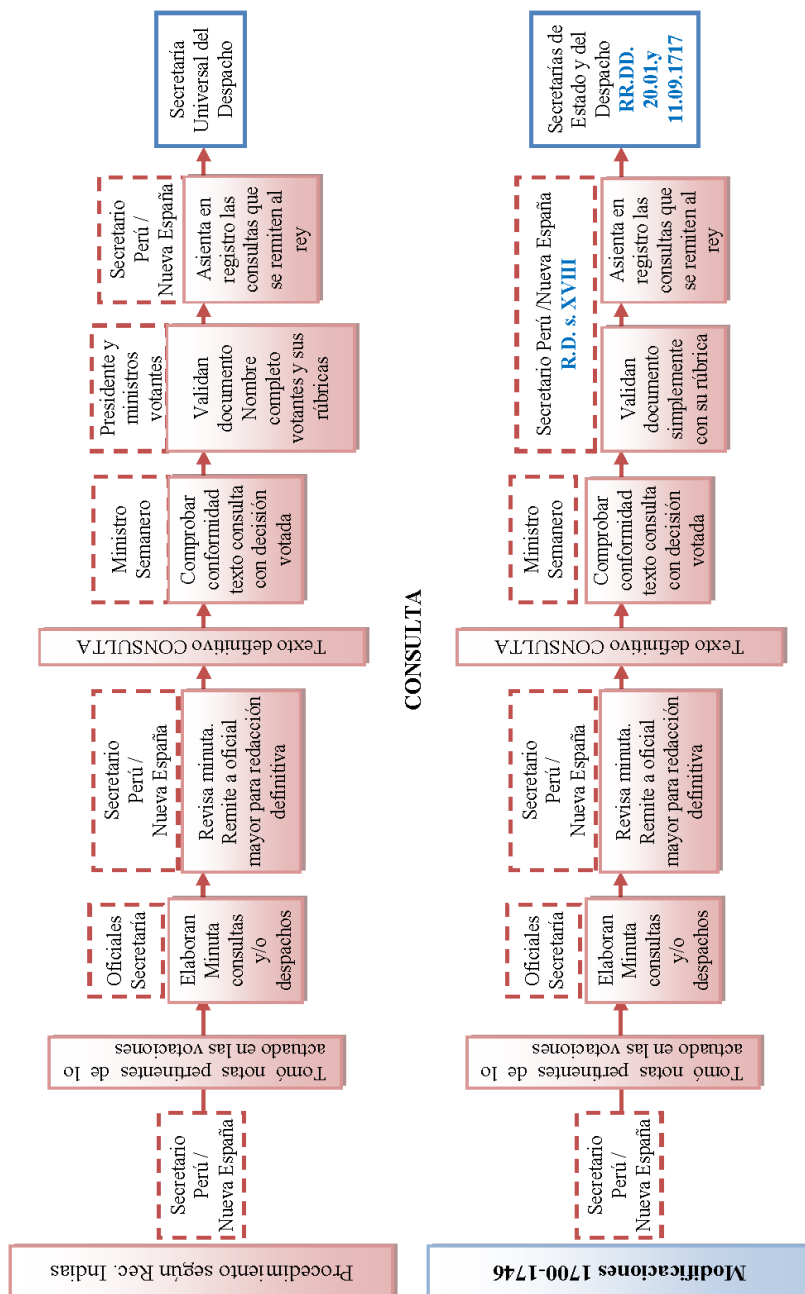 Procedimiento según Rec. Indias
Secretario
Perú /
Nueva España
Tomó notas pertinentes de lo
actuado en las votaciones
Oficiales
Secretaría
Elaboran
Minuta
consultas
y/o
despachos
Secretario
Perú /
Nueva España
Revisa minuta.
Remite a oficial
mayor para redacción
definitiva
Texto definitivo CONSULTA
Ministro
Semanero
Comprobar
conformidad
texto consulta
con decisión
votada
Presidente y
ministros
votantes
Validan
documento
Nombre
completo
votantes y sus
rúbricas
Secretario
Perú /
Nueva España
Asienta en
registro las
consultas que
se remiten al
rey
Secretaría
Universal del
Despacho
CONSULTA
Modificaciones 1700-1746
Secretario
Perú /
Nueva España
Tomó notas pertinentes de lo
actuado en las votaciones
Oficiales
Secretaría
Elaboran
Minuta
consultas
y/o
despachos
Secretario
Perú /
Nueva España
Revisa minuta.
Remite a oficial
mayor para redacción
definitiva
Texto definitivo CONSULTA
Ministro
Semanero
Comprobar
conformidad
texto consulta
con decisión
votada
Secretario Perú /Nueva España
R.D. s. XVIII
Validan
documento
simplemente
con su rúbrica
Asienta en
registro las
consultas que
se remiten al
rey
Secretarías de
Estado y del
Despacho
RR.DD.
20.01.y
11.09.1717